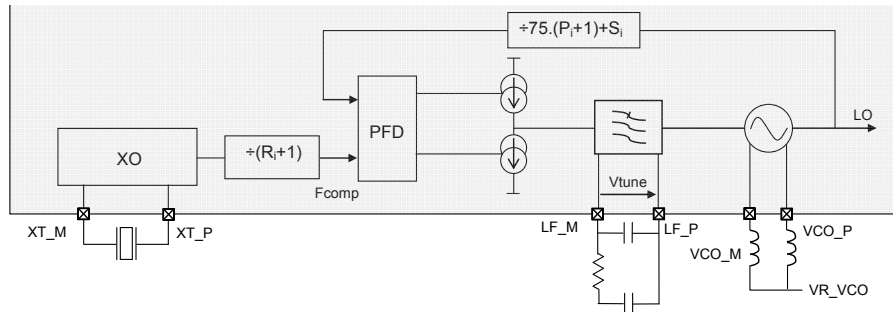 ÷75.(Pᵢ+1)+Sᵢ
LO
PFD
XO
÷(Rᵢ+1)
Fcomp
Vtune
XT_M
XT_P
LF_M
LF_P
VCO_M
VCO_P
VR_VCO